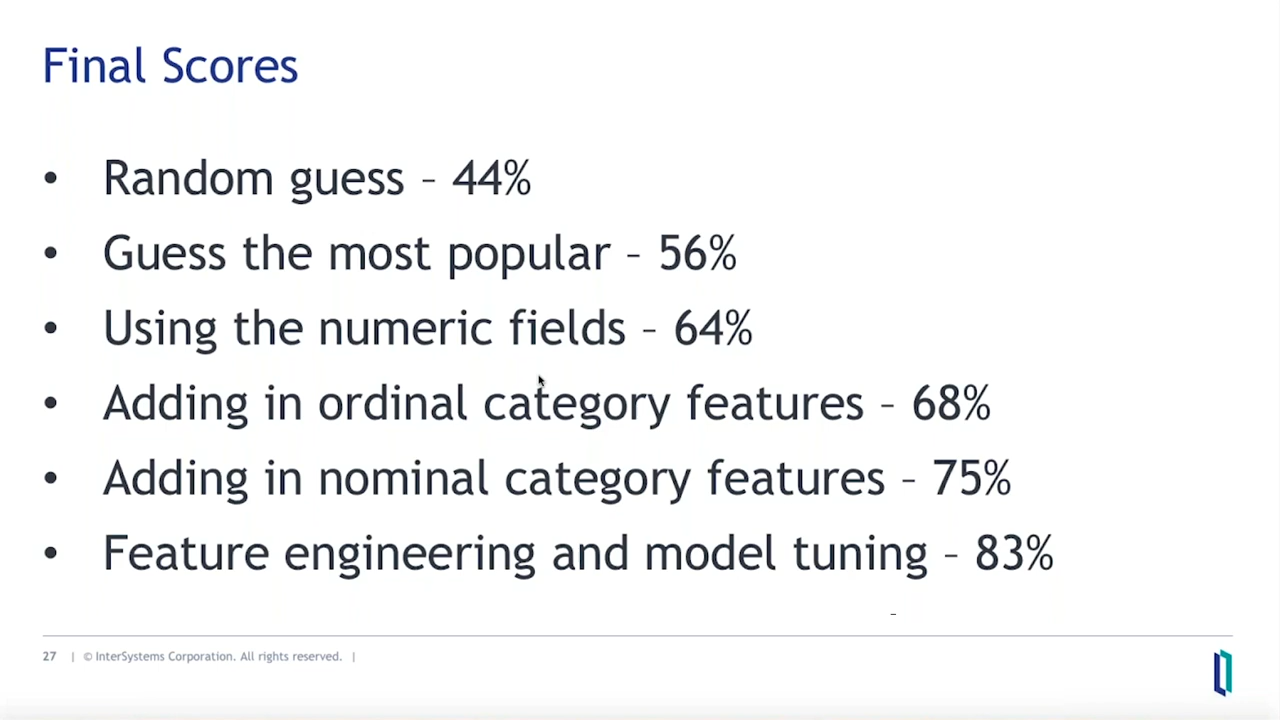 Final Scores
• Random guess – 44%
• Guess the most popular – 56%
• Using the numeric fields – 64%
• Adding in ordinal category features – 68%
• Adding in nominal category features – 75%
• Feature engineering and model tuning – 83%
27 | © InterSystems Corporation. All rights reserved. |